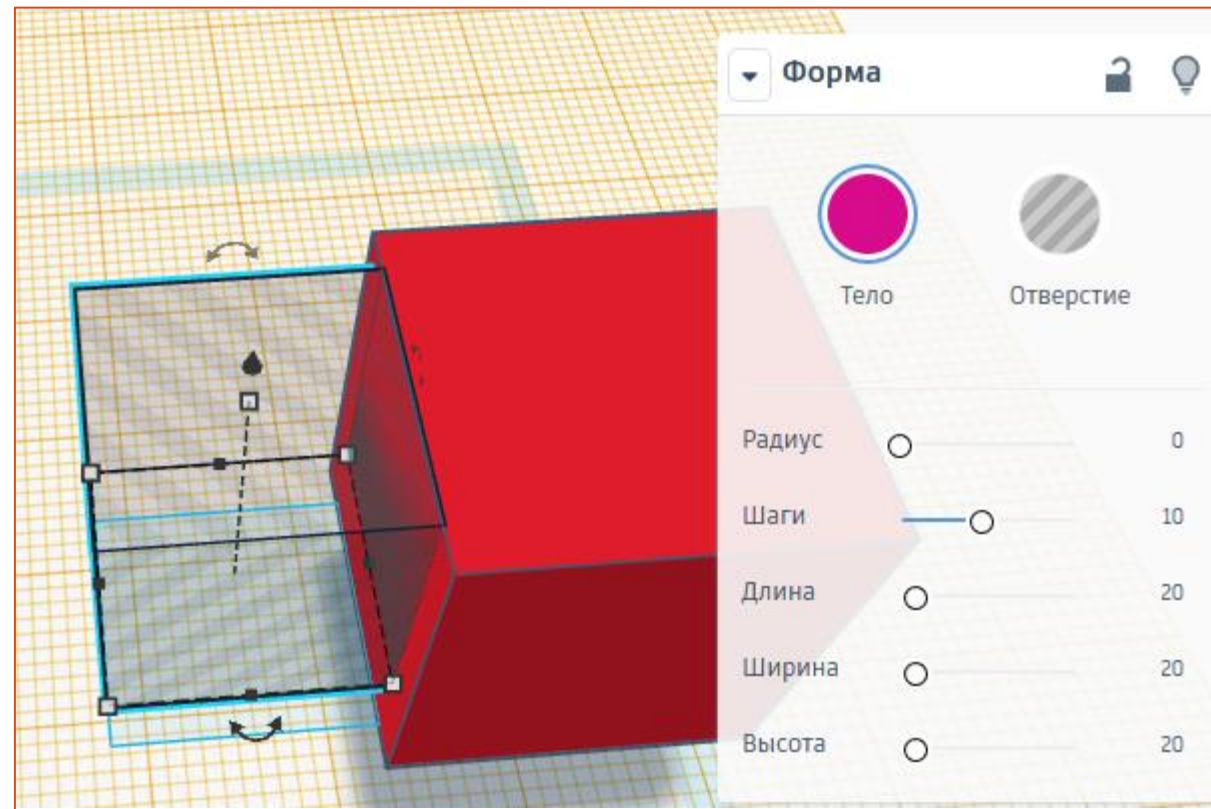 Форма
Тело Отверстие
Радиус 0
Шаги 10
Длина 20
Ширина 20
Высота 20